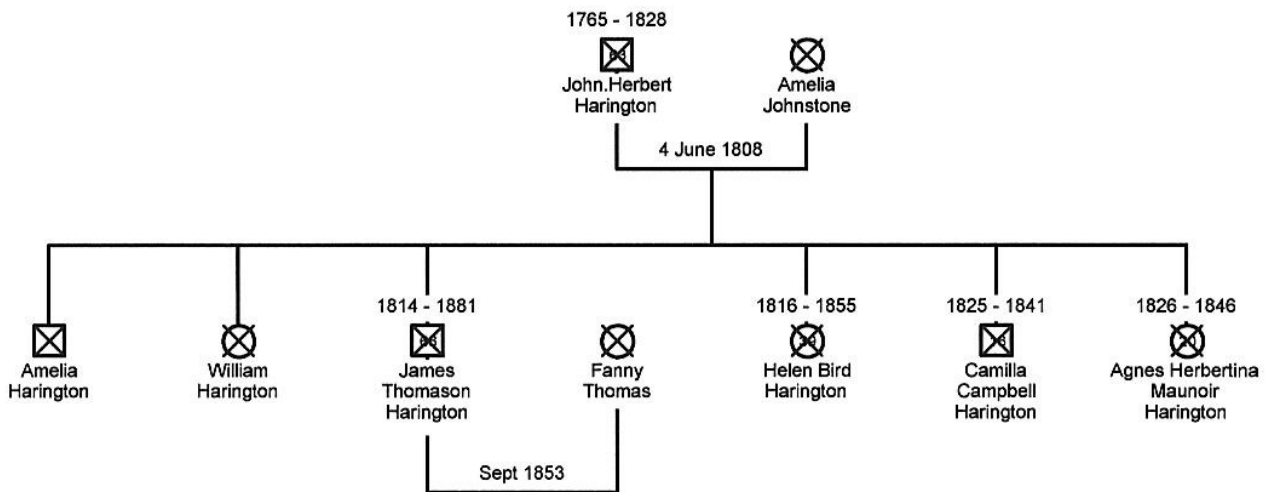 1765 - 1828
John.Herbert
Harington
Amelia
Johnstone
4 June 1808
Amelia
Harington
William
Harington
1814 - 1881
James
Thomason
Harington
Fanny
Thomas
1816 - 1855
Helen Bird
Harington
1825 - 1841
Camilla
Campbell
Harington
1826 - 1846
Agnes Herbertina
Maunoir
Harington
Sept 1853